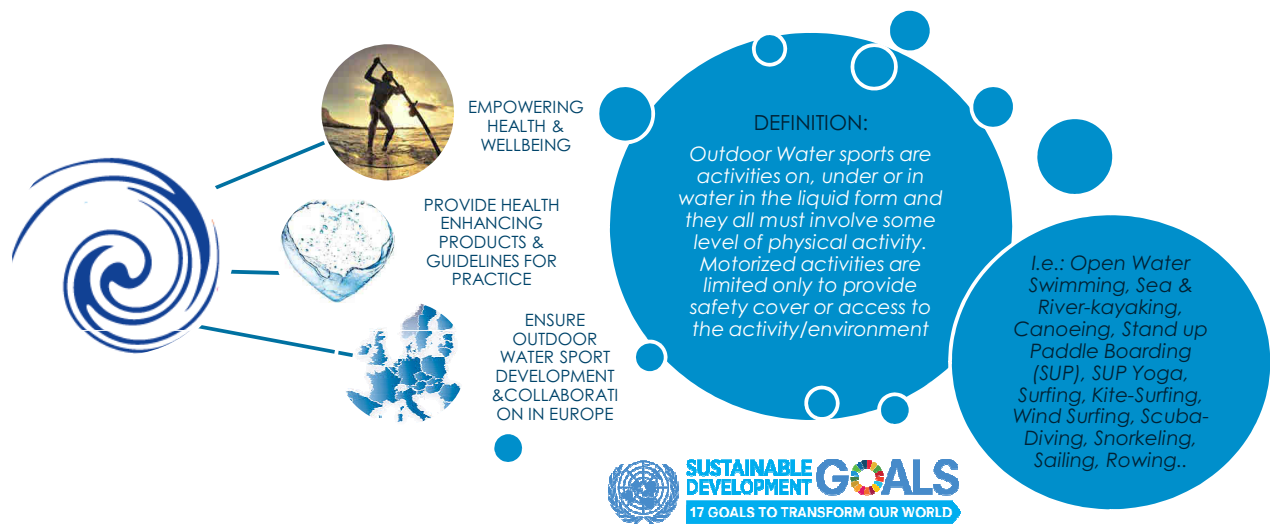 EMPOWERING
HEALTH &
WELLBEING
PROVIDE HEALTH
ENHANCING
PRODUCTS &
GUIDELINES FOR
PRACTICE
ENSURE
OUTDOOR
WATER SPORT
DEVELOPMENT
&COLLABORATI
ON IN EUROPE
DEFINITION:
Outdoor Water sports are
activities on, under or in
water in the liquid form and
they all must involve some
level of physical activity.
Motorized activities are
limited only to provide
safety cover or access to
the activity/environment
I.e.: Open Water
Swimming, Sea &
River-kayaking,
Canoeing, Stand up
Paddle Boarding
(SUP), SUP Yoga,
Surfing, Kite-Surfing,
Wind Surfing, Scuba-
Diving, Snorkeling,
Sailing, Rowing..
SUSTAINABLE
DEVELOPMENT GOALS
17 GOALS TO TRANSFORM OUR WORLD